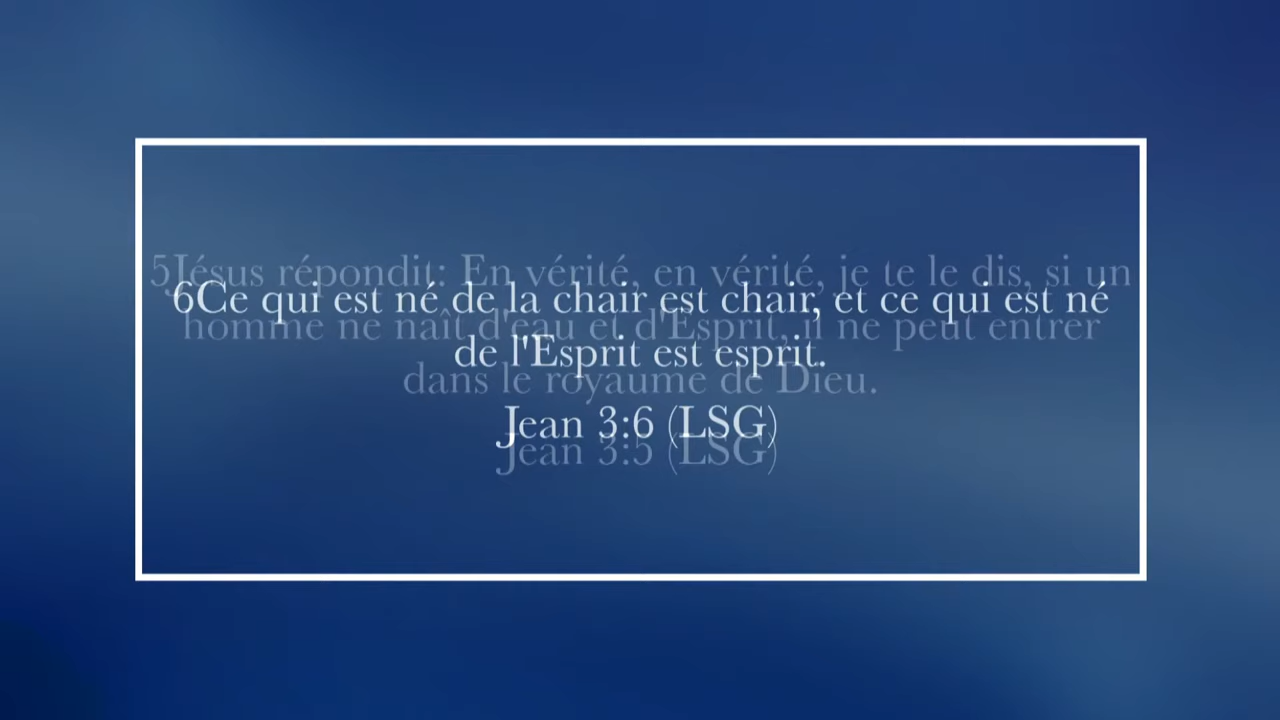 5Jésus répondit: En vérité, en vérité, je te le dis, si un
homme ne naît d'eau et d'Esprit, il ne peut entrer
dans le royaume de Dieu.
Jean 3:5 (LSG)
6Ce qui est né de la chair est chair, et ce qui est né
de l'Esprit est esprit.
Jean 3:6 (LSG)